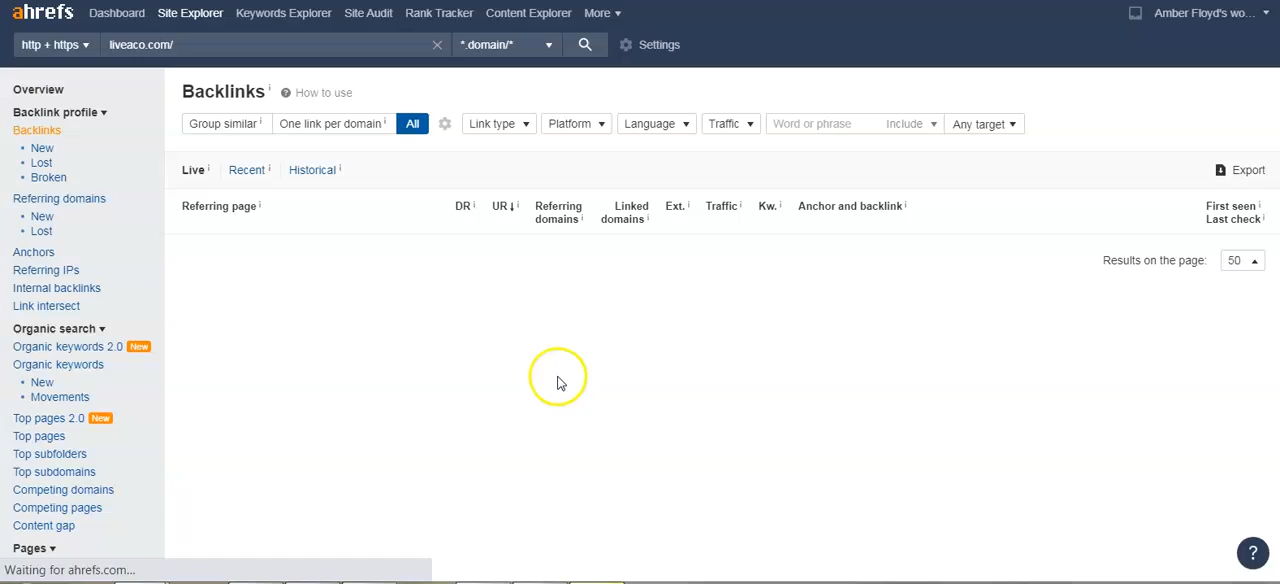 ahrefs Dashboard Site Explorer Keywords Explorer Site Audit Rank Tracker Content Explorer More Amber Floyd's wo...
http + https liveaco.com/ *.domain/* Settings
Overview
Backlink profile
Backlinks
New
Lost
Broken
Referring domains
New
Lost
Anchors
Referring IPs
Internal backlinks
Link intersect
Organic search
Organic keywords 2.0 New
Organic keywords
New
Movements
Top pages 2.0 New
Top pages
Top subfolders
Top subdomains
Competing domains
Competing pages
Content gap
Pages
Backlinks i ? How to use
Group similar i One link per domain i All Link type Platform Language Traffic Word or phrase Include Any target
Live i Recent i Historical i Export
Referring page i DR i UR i Referring domains i Linked domains i Ext. i Traffic i Kw. i Anchor and backlink i First seen i
Last check i
Results on the page: 50
?
Waiting for ahrefs.com...